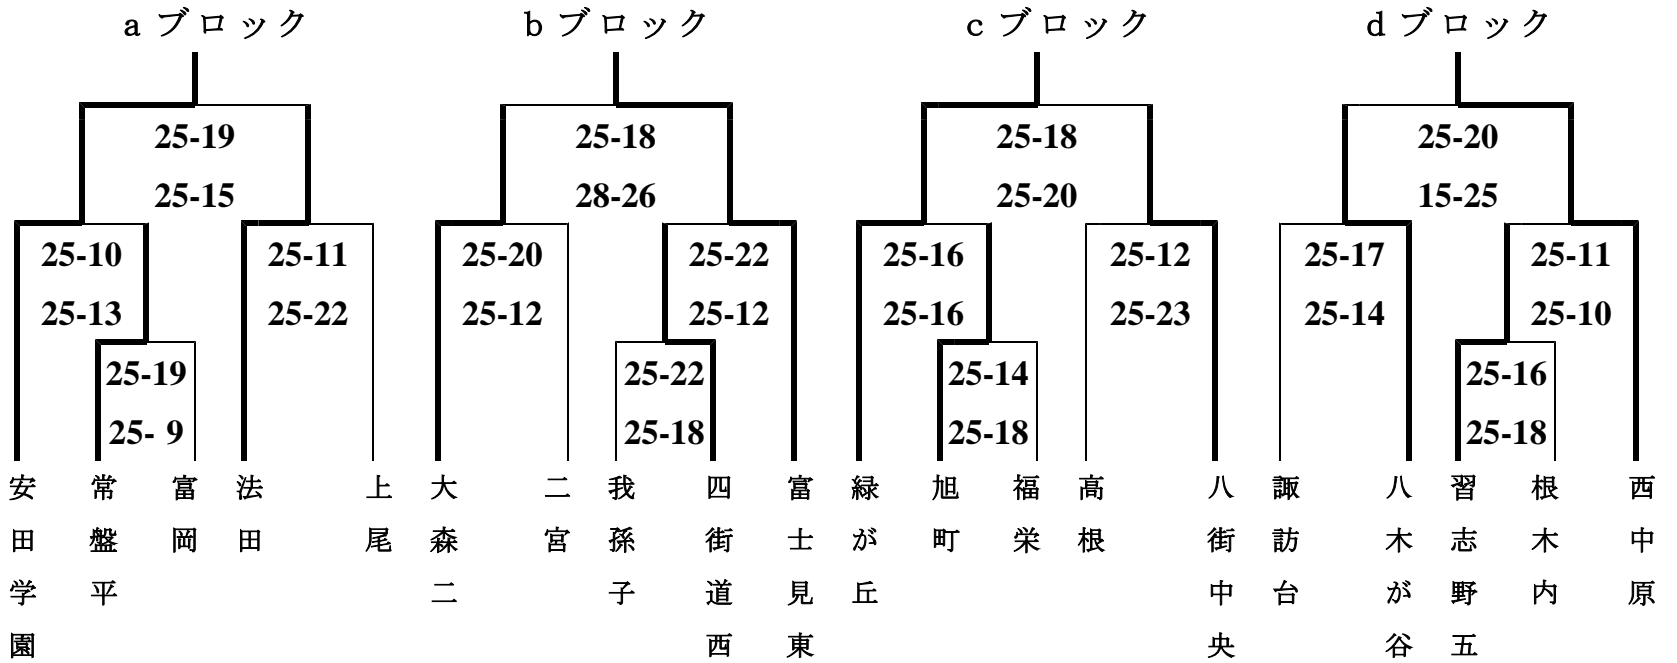 aブロック bブロック cブロック dブロック
25-19 25-18 25-18 25-20
25-15 28-26 25-20 15-25
25-10 25-11 25-20 25-22 25-16 25-12 25-17 25-11
25-13 25-22 25-12 25-12 25-16 25-23 25-14 25-10
25-19 25-22 25-14 25-16
25- 9 25-18 25-18 25-18
安田学園
常盤平
富岡
法田
上尾
大森二
二宮
我孫子
四街道西
富士見東
緑が丘
旭町
福栄
高根
八街中央
諏訪台
八木が谷
習志野五
根木内
西中原